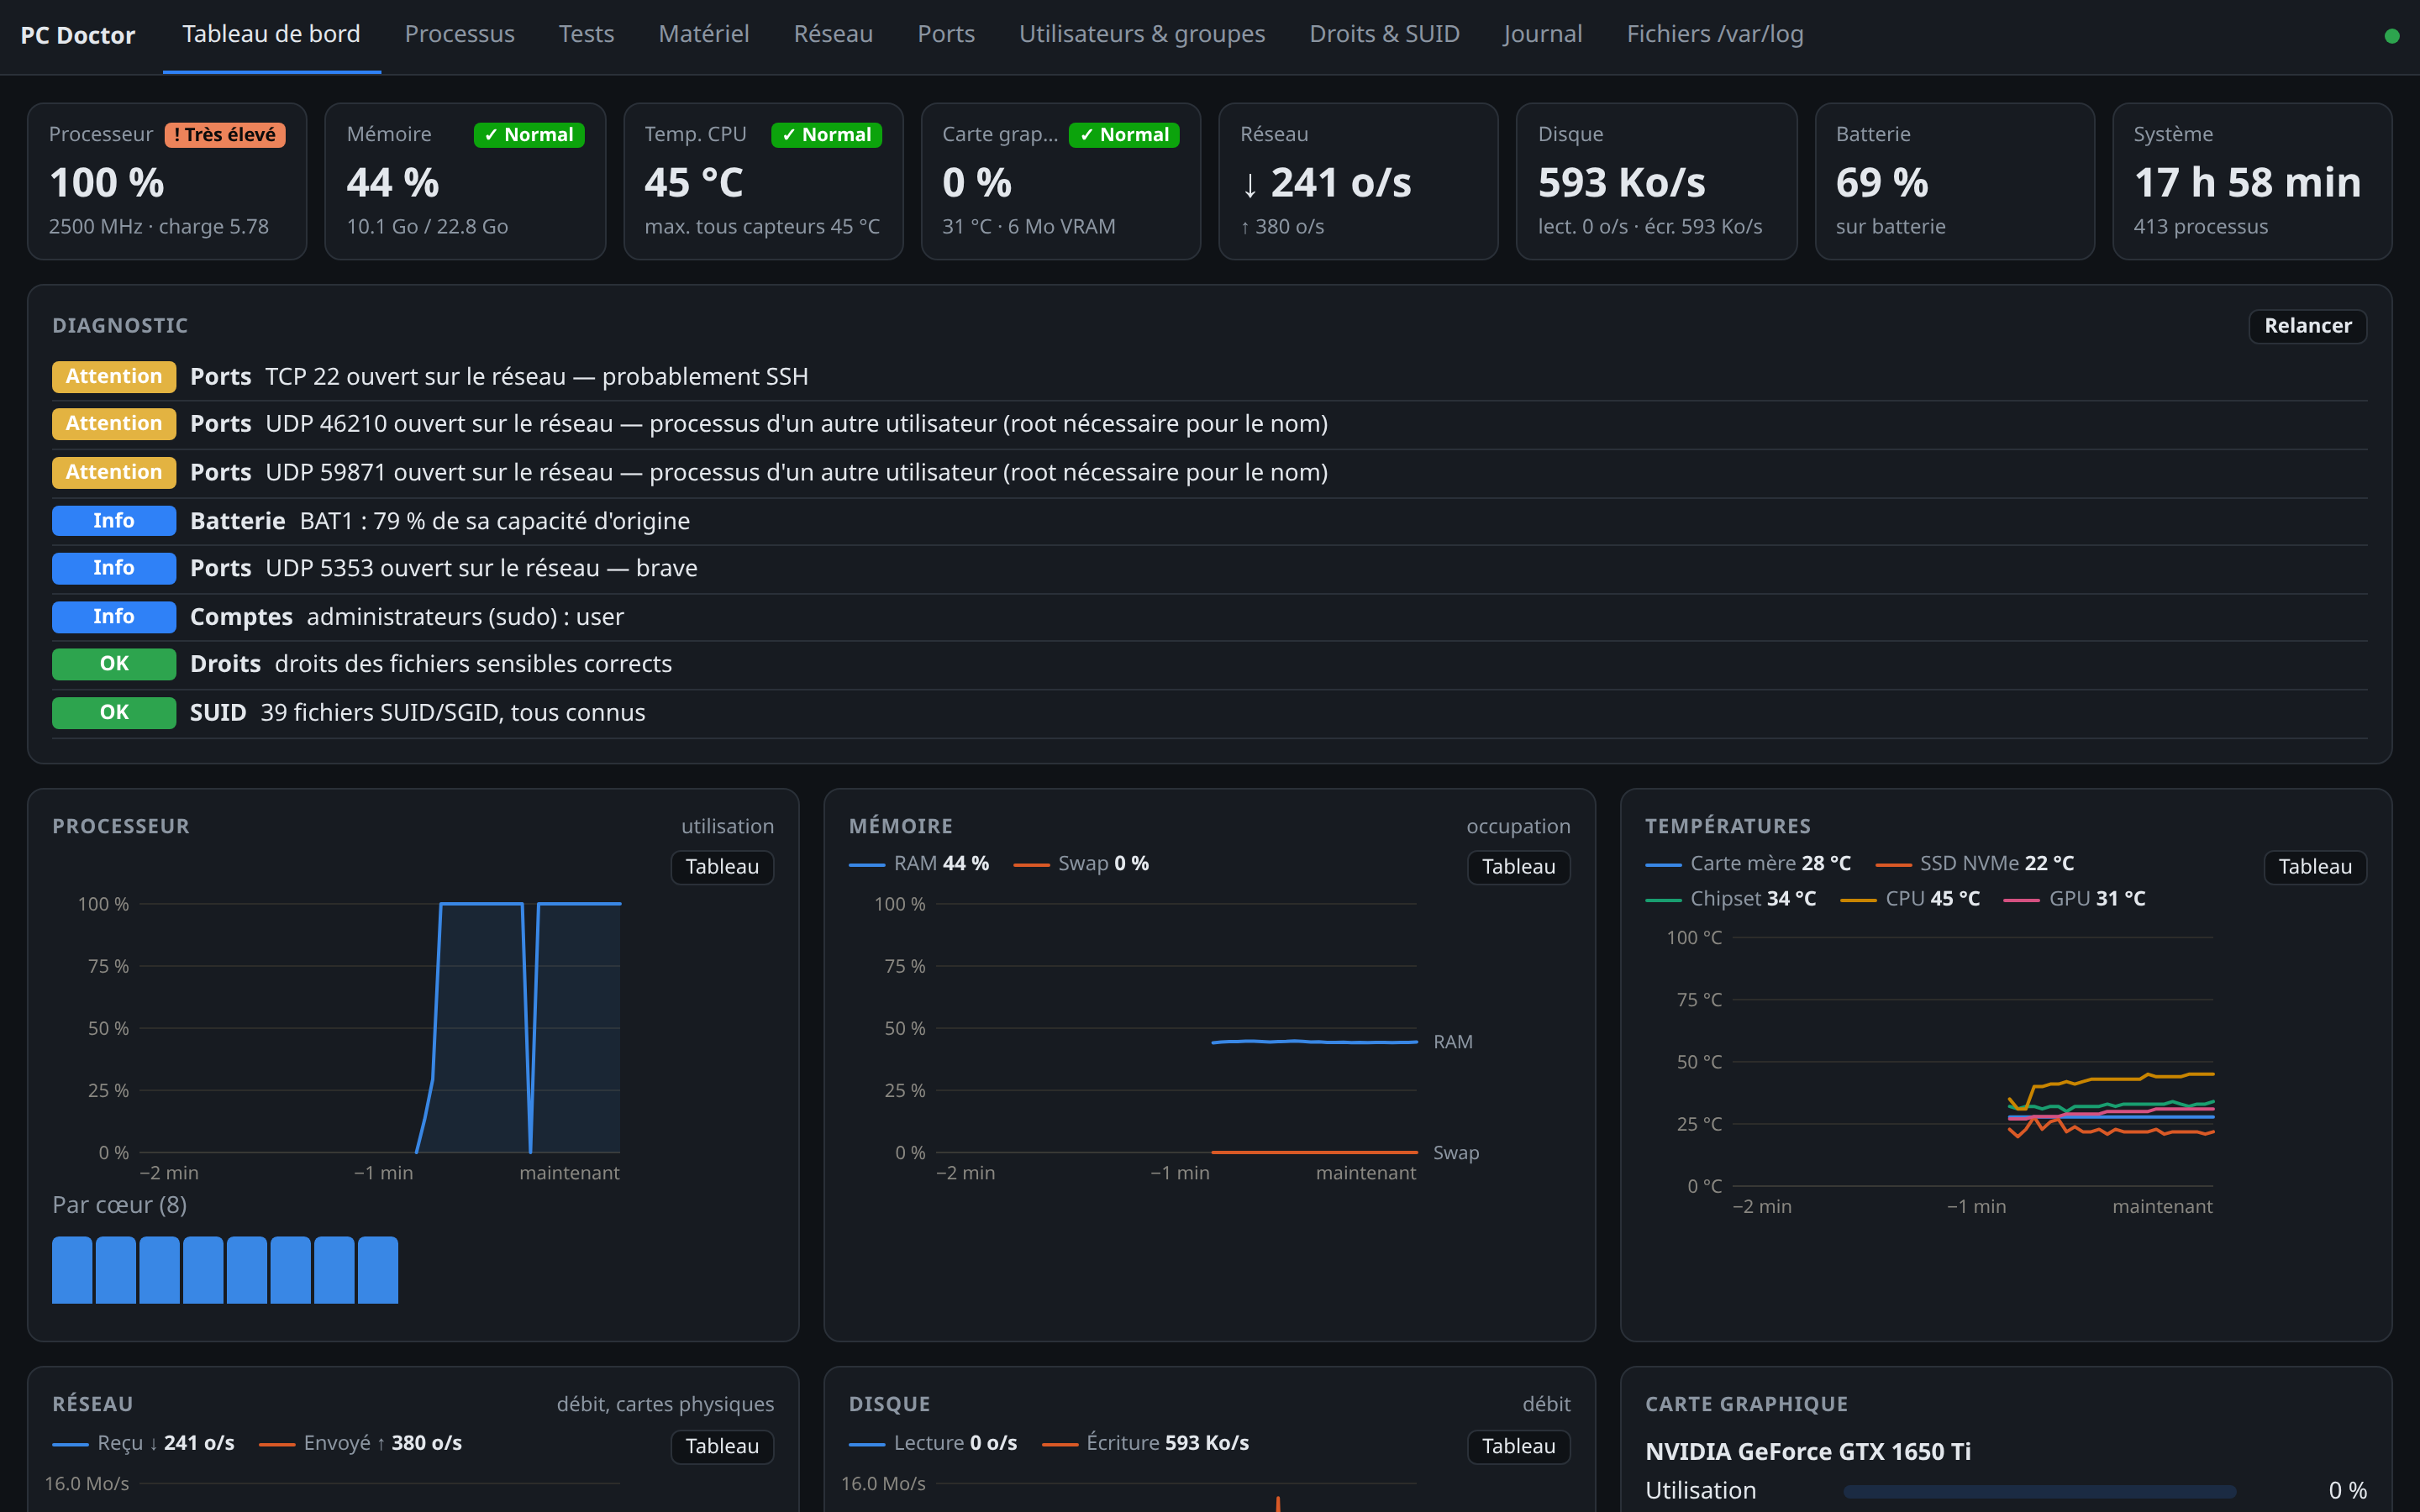 PC Doctor Tableau de bord Processus Tests Matériel Réseau Ports Utilisateurs & groupes Droits & SUID Journal Fichiers /var/log
Processeur ! Très élevé
100 %
2500 MHz · charge 5.78
Mémoire ✓ Normal
44 %
10.1 Go / 22.8 Go
Temp. CPU ✓ Normal
45 °C
max. tous capteurs 45 °C
Carte grap... ✓ Normal
0 %
31 °C · 6 Mo VRAM
Réseau
↓ 241 o/s
↑ 380 o/s
Disque
593 Ko/s
lect. 0 o/s · écr. 593 Ko/s
Batterie
69 %
sur batterie
Système
17 h 58 min
413 processus
DIAGNOSTIC Relancer
Attention Ports TCP 22 ouvert sur le réseau — probablement SSH
Attention Ports UDP 46210 ouvert sur le réseau — processus d'un autre utilisateur (root nécessaire pour le nom)
Attention Ports UDP 59871 ouvert sur le réseau — processus d'un autre utilisateur (root nécessaire pour le nom)
Info Batterie BAT1 : 79 % de sa capacité d'origine
Info Ports UDP 5353 ouvert sur le réseau — brave
Info Comptes administrateurs (sudo) : user
OK Droits droits des fichiers sensibles corrects
OK SUID 39 fichiers SUID/SGID, tous connus
PROCESSEUR utilisation
Tableau
100 %
75 %
50 %
25 %
0 %
−2 min −1 min maintenant
Par cœur (8)
MÉMOIRE occupation
RAM 44 % Swap 0 % Tableau
100 %
75 %
50 %
RAM
25 %
0 % Swap
−2 min −1 min maintenant
TEMPÉRATURES
Carte mère 28 °C SSD NVMe 22 °C Tableau
Chipset 34 °C CPU 45 °C GPU 31 °C
100 °C
75 °C
50 °C
25 °C
0 °C
−2 min −1 min maintenant
RÉSEAU débit, cartes physiques
Reçu ↓ 241 o/s Envoyé ↑ 380 o/s Tableau
16.0 Mo/s
DISQUE débit
Lecture 0 o/s Écriture 593 Ko/s Tableau
16.0 Mo/s
CARTE GRAPHIQUE
NVIDIA GeForce GTX 1650 Ti
Utilisation 0 %